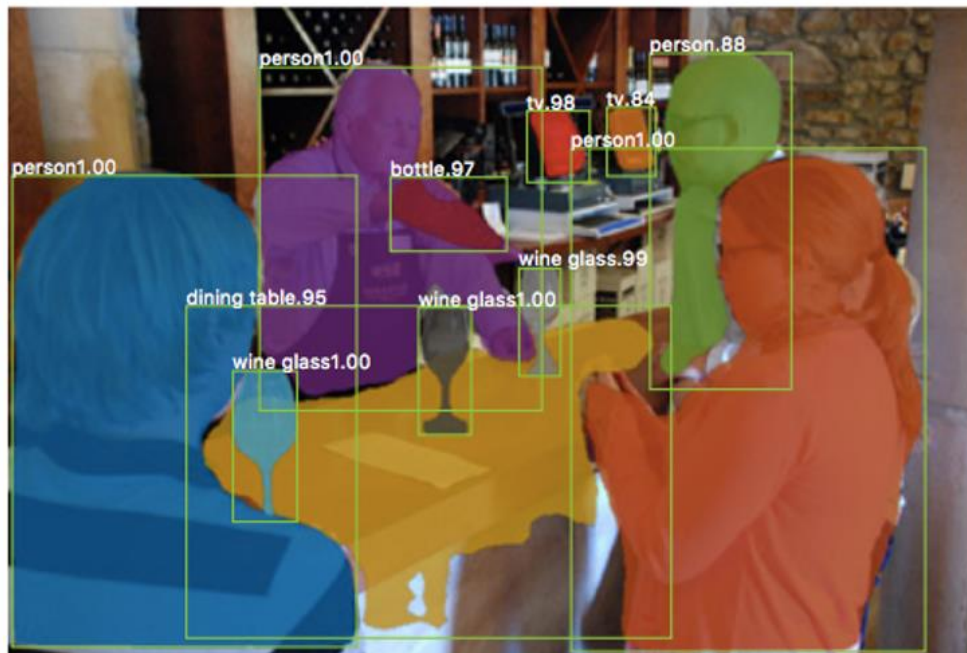 person1.00
person.88
tv.98
tv.84
person1.00
person1.00
bottle.97
wine glass.99
dining table.95
wine glass1.00
wine glass1.00